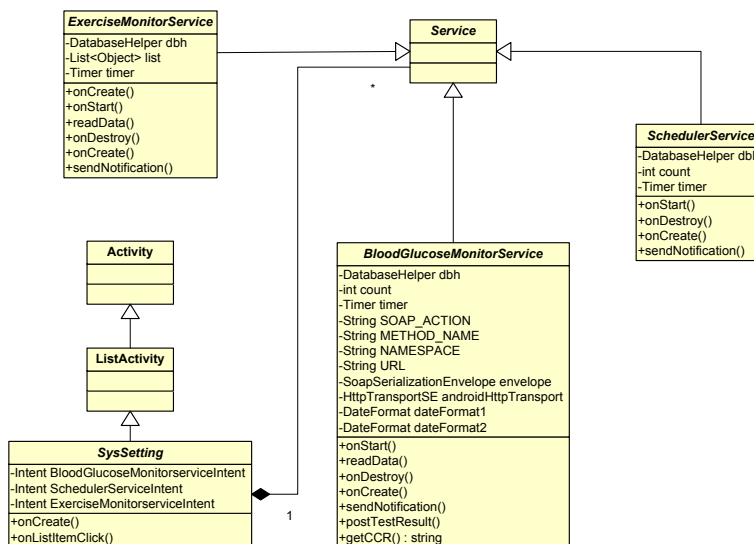 ExerciseMonitorService
-DatabaseHelper dbh
-List<Object> list
-Timer timer
+onCreate()
+onStart()
+readData()
+onDestroy()
+onCreate()
+sendNotification()
Service
*
SchedulerService
-DatabaseHelper dbh
-int count
-Timer timer
+onStart()
+onDestroy()
+onCreate()
+sendNotification()
Activity
ListActivity
BloodGlucoseMonitorService
-DatabaseHelper dbh
-int count
-Timer timer
-String SOAP_ACTION
-String METHOD_NAME
-String NAMESPACE
-String URL
-SoapSerializationEnvelope envelope
-HttpTransportSE androidHttpTransport
-DateFormat dateFormat1
-DateFormat dateFormat2
+onStart()
+readData()
+onDestroy()
+onCreate()
+sendNotification()
+postTestResult()
+getCCR() : string
SysSetting
-Intent BloodGlucoseMonitorserviceIntent
-Intent SchedulerServiceIntent
-Intent ExerciseMonitorserviceIntent
+onCreate()
+onListItemClick()
1